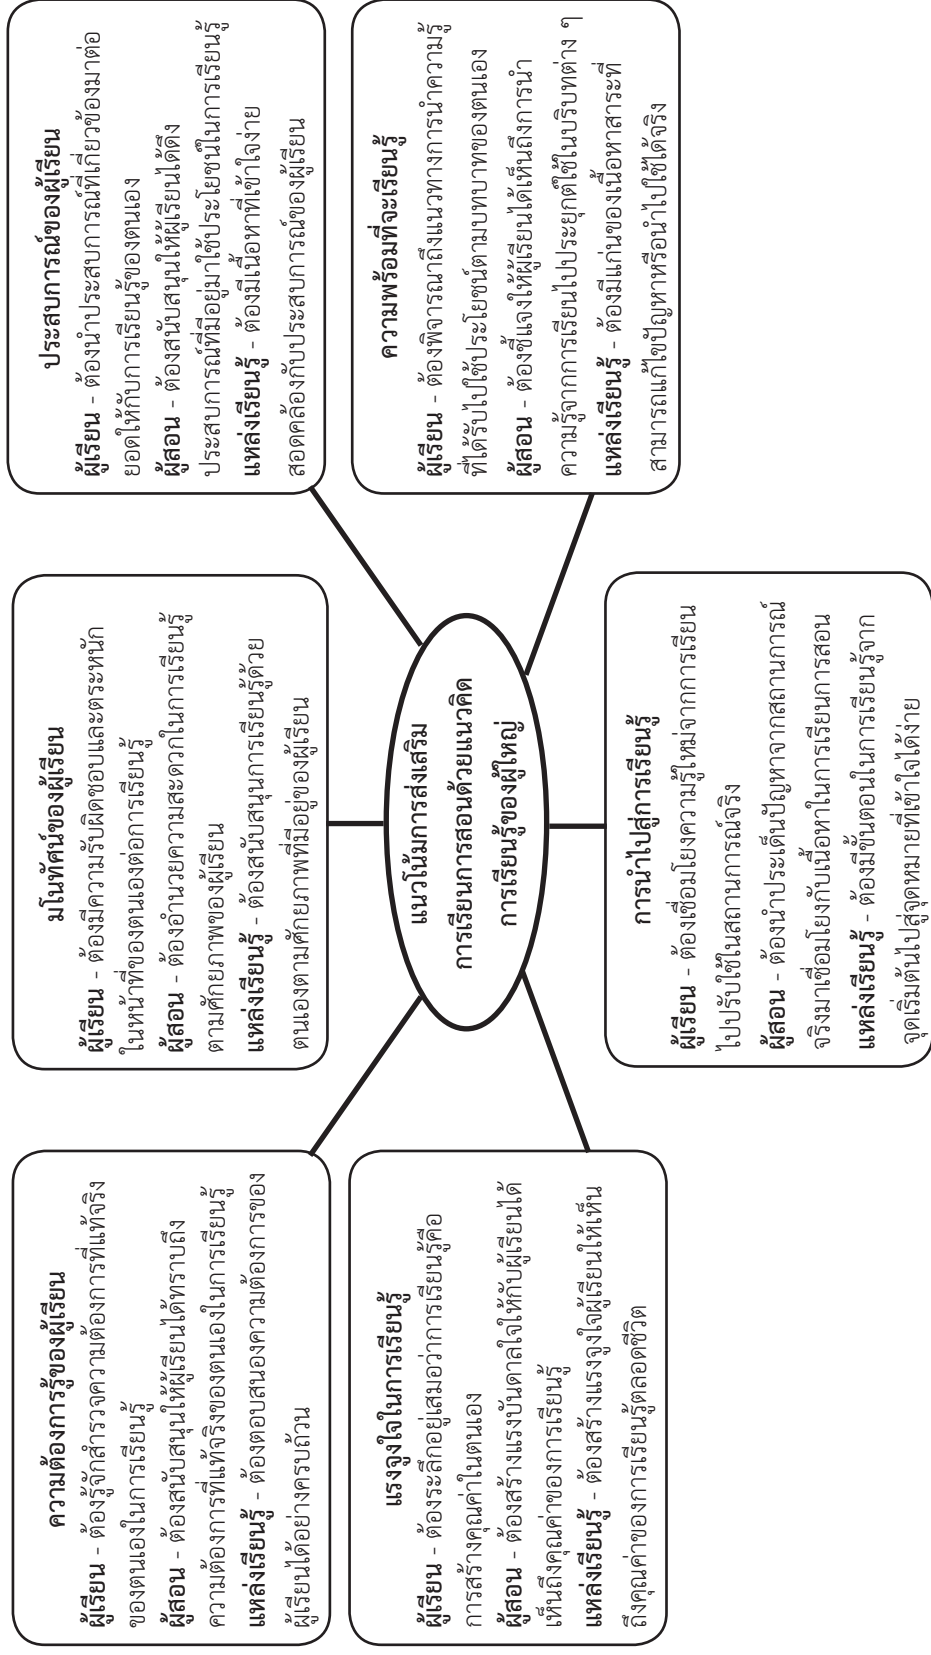 ความต้องการรู้ของผู้เรียน
ผู้เรียน - ต้องรู้จักสำรวจความต้องการที่แท้จริง
ของตนเองในการเรียนรู้
ผู้สอน - ต้องสนับสนุนให้ผู้เรียนได้ทราบถึง
ความต้องการที่แท้จริงของตนเองในการเรียนรู้
แหล่งเรียนรู้ - ต้องตอบสนองความต้องการของ
ผู้เรียนได้อย่างครบถ้วน
มโนทัศน์ของผู้เรียน
ผู้เรียน - ต้องมีความรับผิดชอบและตระหนัก
ในหน้าที่ของตนเองต่อการเรียนรู้
ผู้สอน - ต้องอำนวยความสะดวกในการเรียนรู้
ตามศักยภาพของผู้เรียน
แหล่งเรียนรู้ - ต้องสนับสนุนการเรียนรู้ด้วย
ตนเองตามศักยภาพที่มีอยู่ของผู้เรียน
ประสบการณ์ของผู้เรียน
ผู้เรียน - ต้องนำประสบการณ์ที่เกี่ยวข้องมาต่อ
ยอดให้กับการเรียนรู้ของตนเอง
ผู้สอน - ต้องสนับสนุนให้ผู้เรียนได้ดึง
ประสบการณ์ที่มีอยู่มาใช้ประโยชน์ในการเรียนรู้
แหล่งเรียนรู้ - ต้องมีเนื้อหาที่เข้าใจง่าย
สอดคล้องกับประสบการณ์ของผู้เรียน
แนวโน้มการส่งเสริม
การเรียนการสอนด้วยแนวคิด
การเรียนรู้ของผู้ใหญ่
แรงจูงใจในการเรียนรู้
ผู้เรียน - ต้องระลึกอยู่เสมอว่าการเรียนรู้คือ
การสร้างคุณค่าในตนเอง
ผู้สอน - ต้องสร้างแรงบันดาลใจให้กับผู้เรียนได้
เห็นถึงคุณค่าของการเรียนรู้
แหล่งเรียนรู้ - ต้องสร้างแรงจูงใจผู้เรียนให้เห็น
ถึงคุณค่าของการเรียนรู้ตลอดชีวิต
การนำไปสู่การเรียนรู้
ผู้เรียน - ต้องเชื่อมโยงความรู้ใหม่จากการเรียน
ไปปรับใช้ในสถานการณ์จริง
ผู้สอน - ต้องนำประเด็นปัญหาจากสถานการณ์
จริงมาเชื่อมโยงกับเนื้อหาในการเรียนการสอน
แหล่งเรียนรู้ - ต้องมีขั้นตอนในการเรียนรู้จาก
จุดเริ่มต้นไปสู่จุดหมายที่เข้าใจได้ง่าย
ความพร้อมที่จะเรียนรู้
ผู้เรียน - ต้องพิจารณาถึงแนวทางการนำความรู้
ที่ได้รับไปใช้ประโยชน์ตามบทบาทของตนเอง
ผู้สอน - ต้องชี้แจงให้ผู้เรียนได้เห็นถึงการนำ
ความรู้จากการเรียนไปประยุกต์ใช้ในบริบทต่าง ๆ
แหล่งเรียนรู้ - ต้องมีแก่นของเนื้อหาสาระที่
สามารถแก้ไขปัญหาหรือนำไปใช้ได้จริง